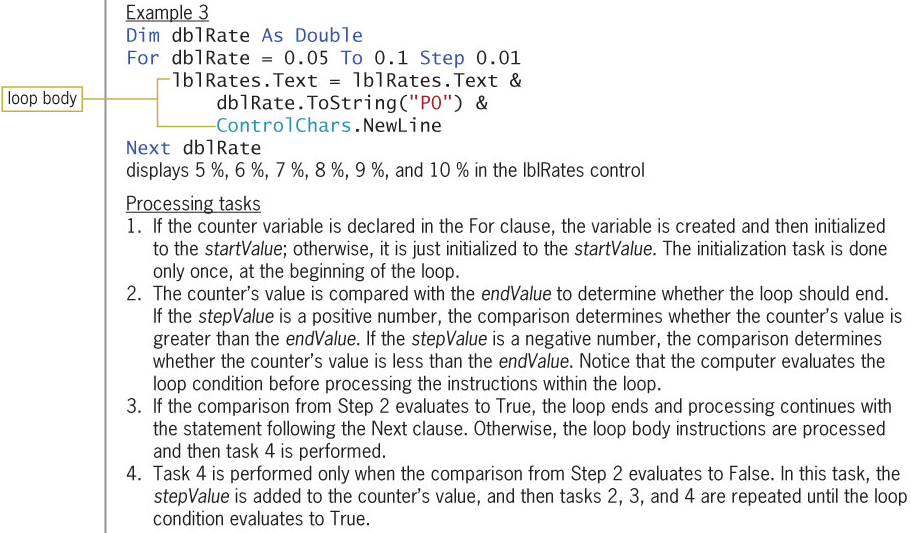 Example 3
Dim dblRate As Double
For dblRate = 0.05 To 0.1 Step 0.01
lblRates.Text = lblRates.Text &
loop body
dblRate.ToString("P0") &
ControlChars.NewLine
Next dblRate
displays 5 %, 6 %, 7 %, 8 %, 9 %, and 10 % in the lblRates control
Processing tasks
1. If the counter variable is declared in the For clause, the variable is created and then initialized
to the startValue; otherwise, it is just initialized to the startValue. The initialization task is done
only once, at the beginning of the loop.
2. The counter's value is compared with the endValue to determine whether the loop should end.
If the stepValue is a positive number, the comparison determines whether the counter's value is
greater than the endValue. If the stepValue is a negative number, the comparison determines
whether the counter's value is less than the endValue. Notice that the computer evaluates the
loop condition before processing the instructions within the loop.
3. If the comparison from Step 2 evaluates to True, the loop ends and processing continues with
the statement following the Next clause. Otherwise, the loop body instructions are processed
and then task 4 is performed.
4. Task 4 is performed only when the comparison from Step 2 evaluates to False. In this task, the
stepValue is added to the counter's value, and then tasks 2, 3, and 4 are repeated until the loop
condition evaluates to True.